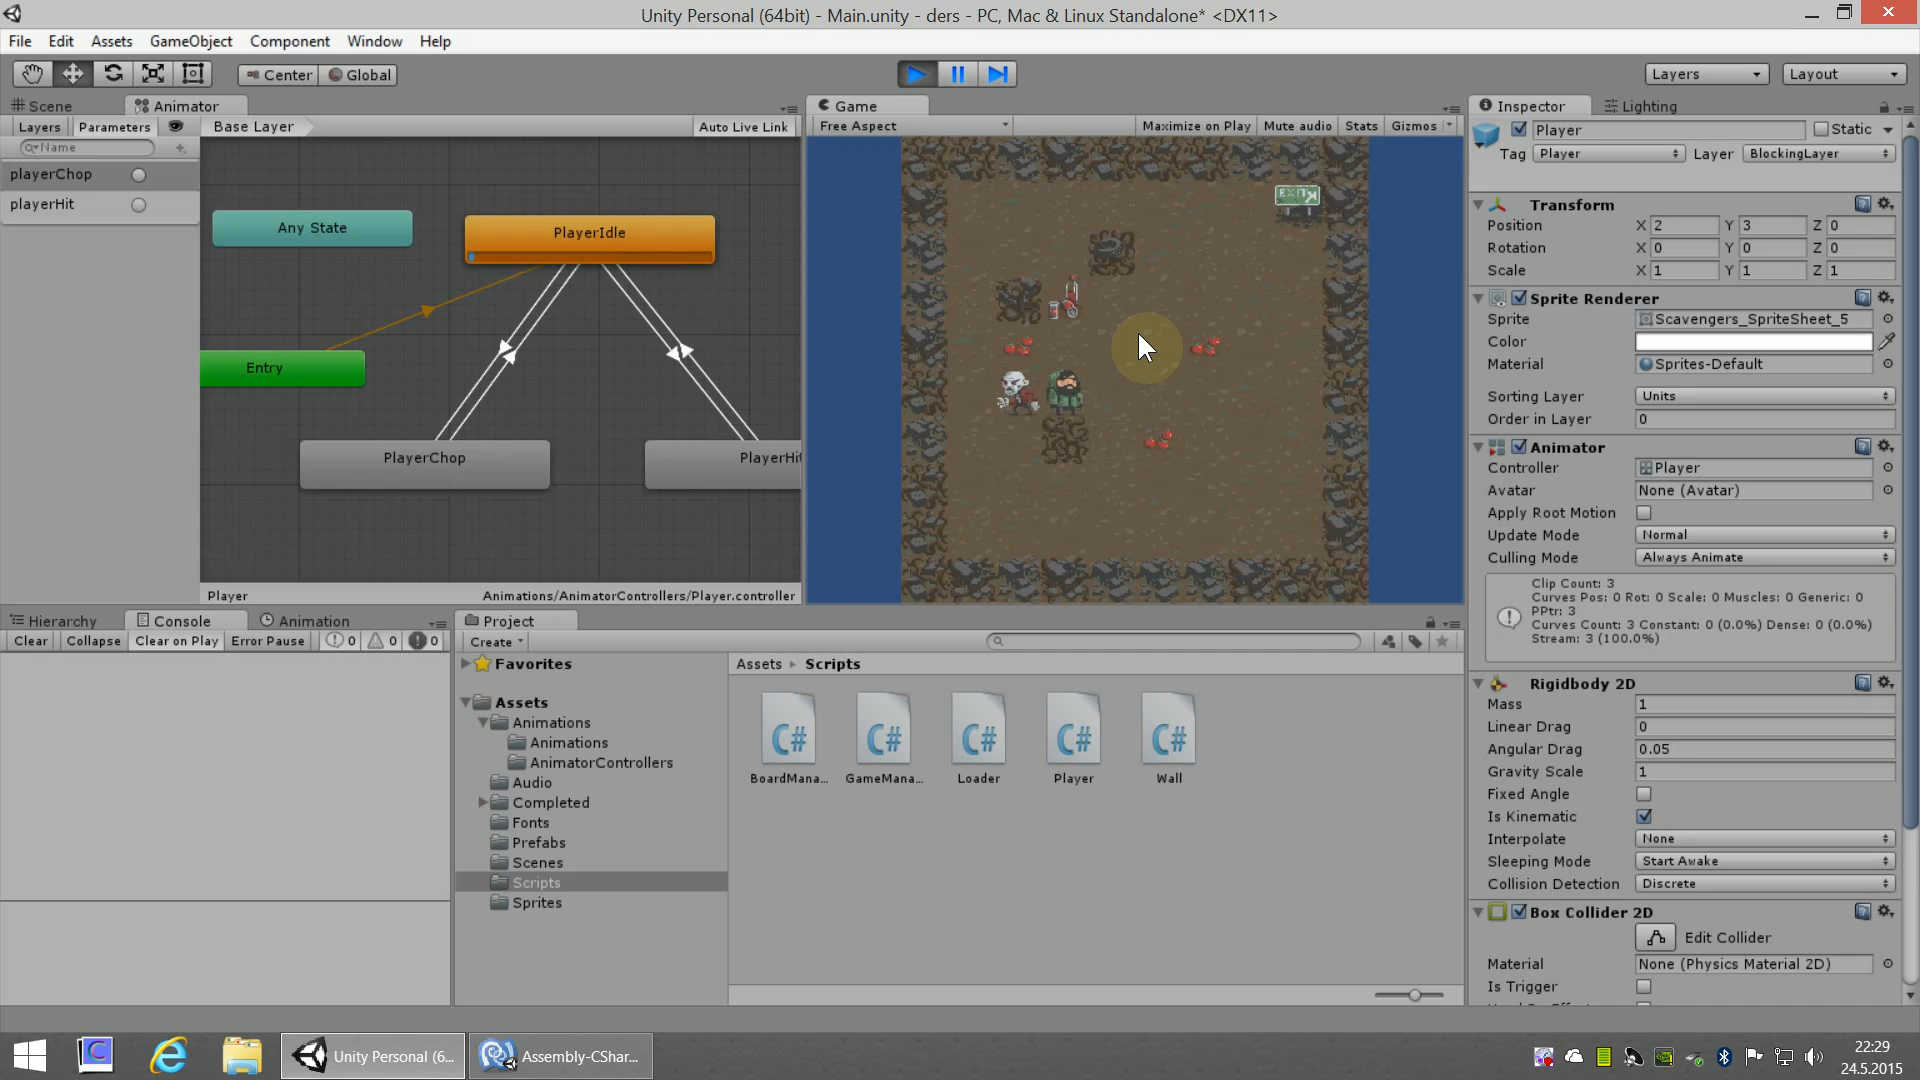 Unity Personal (64bit) - Main.unity - ders - PC, Mac & Linux Standalone* <DX11>
File Edit Assets GameObject Component Window Help
Center Global Layers Layout
Scene Animator
Layers Parameters Base Layer Auto Live Link
Name
playerChop
playerHit
Any State
PlayerIdle
Entry
PlayerChop
PlayerHit
Player Animations/AnimatorControllers/Player.controller
Game
Free Aspect Maximize on Play Mute audio Stats Gizmos
EXIT
Inspector Lighting
Player Static
Tag Player Layer BlockingLayer
Transform
Position X 2 Y 3 Z 0
Rotation X 0 Y 0 Z 0
Scale X 1 Y 1 Z 1
Sprite Renderer
Sprite Scavengers_SpriteSheet_5
Color
Material Sprites-Default
Sorting Layer Units
Order in Layer 0
Animator
Controller Player
Avatar None (Avatar)
Apply Root Motion
Update Mode Normal
Culling Mode Always Animate
Clip Count: 3
Curves Pos: 0 Rot: 0 Scale: 0 Muscles: 0 Generic: 0
PPtr: 3
Curves Count: 3 Constant: 0 (0.0%) Dense: 0 (0.0%)
Stream: 3 (100.0%)
Rigidbody 2D
Mass 1
Linear Drag 0
Angular Drag 0.05
Gravity Scale 1
Fixed Angle
Is Kinematic
Interpolate None
Sleeping Mode Start Awake
Collision Detection Discrete
Box Collider 2D
Edit Collider
Material None (Physics Material 2D)
Is Trigger
Hierarchy Console Animation
Clear Collapse Clear on Play Error Pause 0 0 0
Project
Create
Favorites
Assets
Animations
Animations
AnimatorControllers
Audio
Completed
Fonts
Prefabs
Scenes
Scripts
Sprites
Assets Scripts
C# C# C# C# C#
BoardMana... GameMana... Loader Player Wall
Unity Personal (6... Assembly-CShar...
22:29
24.5.2015